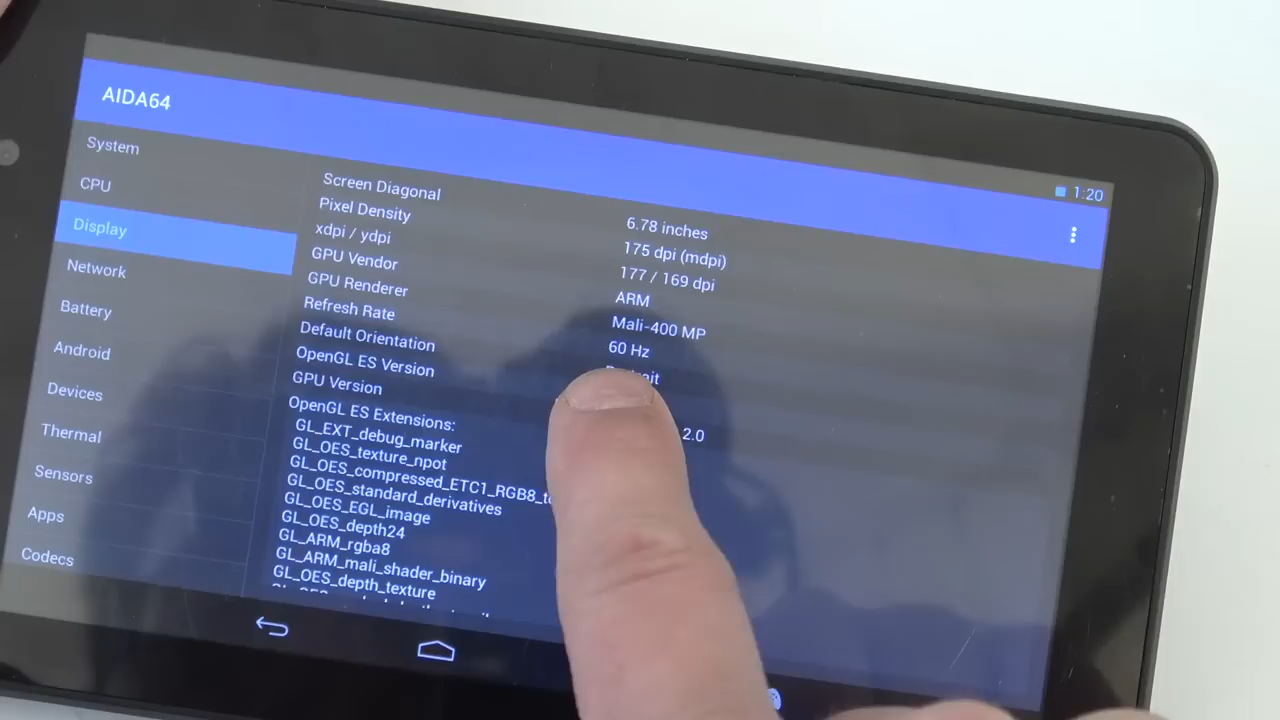 1:20
AIDA64
System
CPU
Display
Network
Battery
Android
Devices
Thermal
Sensors
Apps
Codecs
Screen Diagonal 6.78 inches
Pixel Density 175 dpi (mdpi)
xdpi / ydpi 177 / 169 dpi
GPU Vendor ARM
GPU Renderer Mali-400 MP
Refresh Rate 60 Hz
Default Orientation
OpenGL ES Version 2.0
GPU Version
OpenGL ES Extensions:
GL_EXT_debug_marker
GL_OES_texture_npot
GL_OES_compressed_ETC1_RGB8_te
GL_OES_standard_derivatives
GL_OES_EGL_image
GL_OES_depth24
GL_ARM_rgba8
GL_ARM_mali_shader_binary
GL_OES_depth_texture